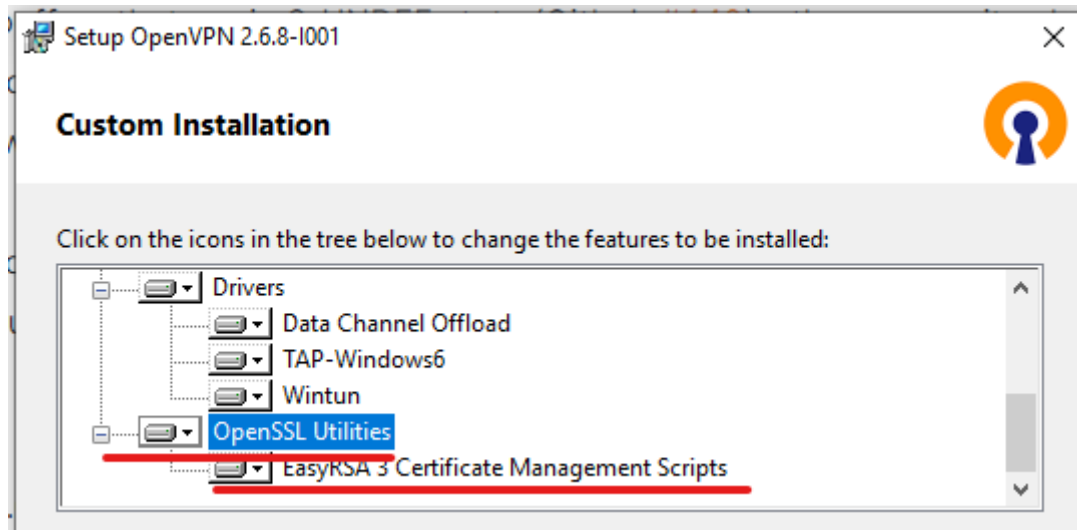 Setup OpenVPN 2.6.8-I001
Custom Installation
Click on the icons in the tree below to change the features to be installed:
Drivers
Data Channel Offload
TAP-Windows6
Wintun
OpenSSL Utilities
EasyRSA 3 Certificate Management Scripts